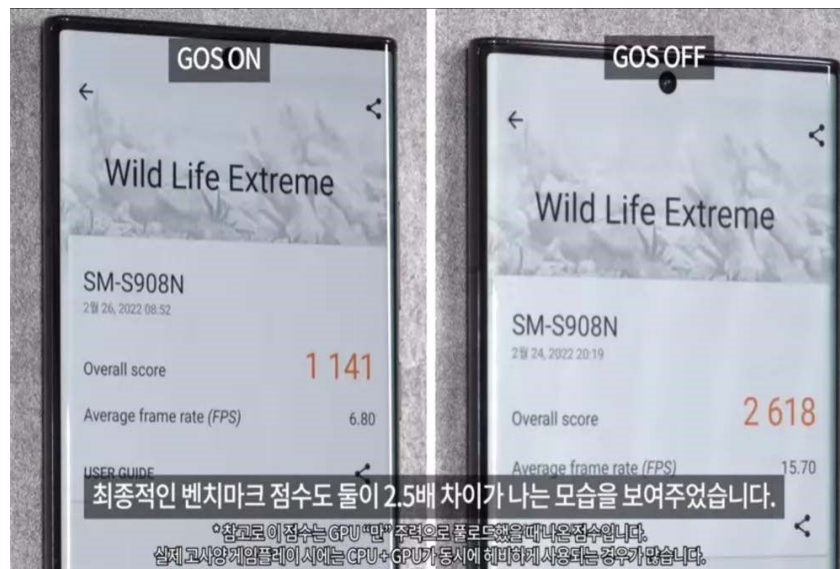 GOS ON
Wild Life Extreme
SM-S908N
2월 26, 2022 08:52
Overall score 1 141
Average frame rate (FPS) 6.80
USER GUIDE
GOS OFF
Wild Life Extreme
SM-S908N
2월 24, 2022 20:19
Overall score 2 618
Average frame rate (FPS) 15.70
최종적인 벤치마크 점수도 둘이 2.5배 차이가 나는 모습을 보여주었습니다.
*참고로 이 점수는 GPU "만" 주력으로 풀로드했을 때 나온 점수입니다.
실제 고사양 게임플레이 시에는 CPU + GPU가 동시에 헤비하게 사용되는 경우가 많습니다.